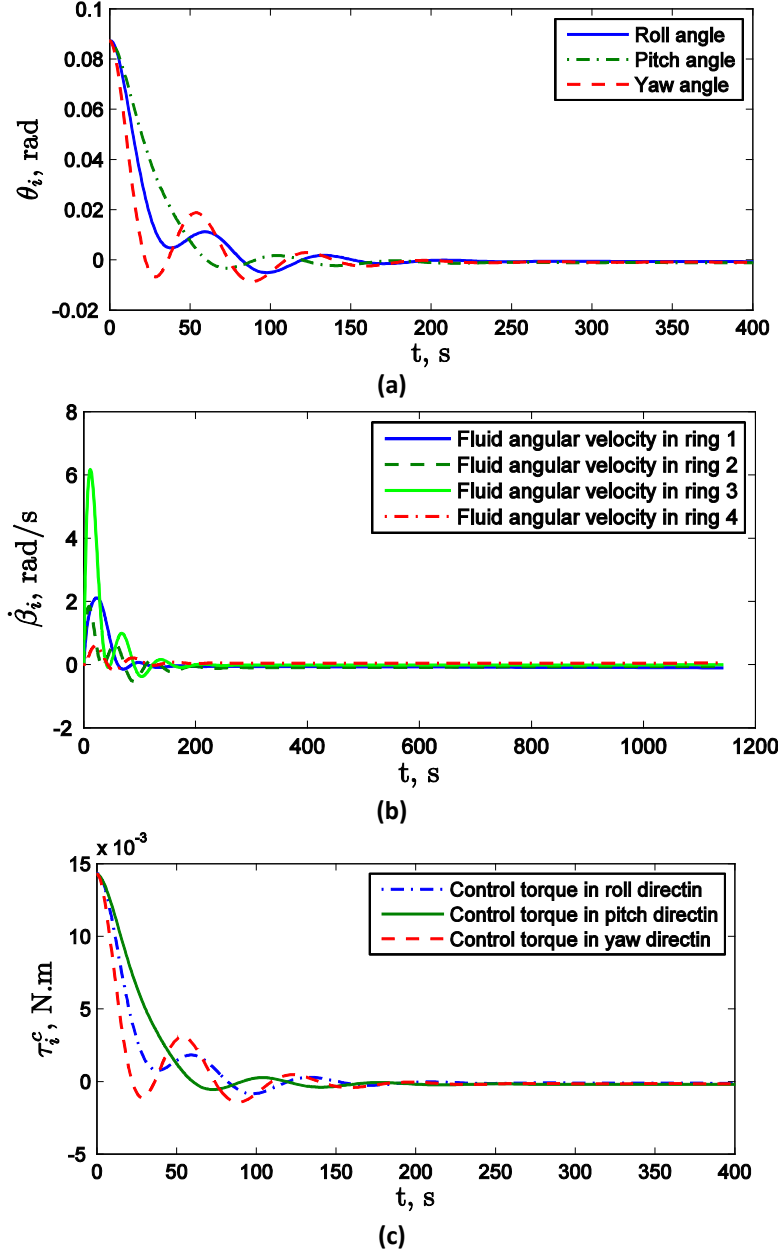 0.1
0.08
0.06
0.04
0.02
0
-0.02
θᵢ, rad
Roll angle
Pitch angle
Yaw angle
0 50 100 150 200 250 300 350 400
t, s
(a)
8
6
4
2
0
-2
β̇ᵢ, rad/s
Fluid angular velocity in ring 1
Fluid angular velocity in ring 2
Fluid angular velocity in ring 3
Fluid angular velocity in ring 4
0 200 400 600 800 1000 1200
t, s
(b)
x 10⁻³
15
10
5
0
-5
τᵢᶜ, N.m
Control torque in roll directin
Control torque in pitch directin
Control torque in yaw directin
0 50 100 150 200 250 300 350 400
t, s
(c)